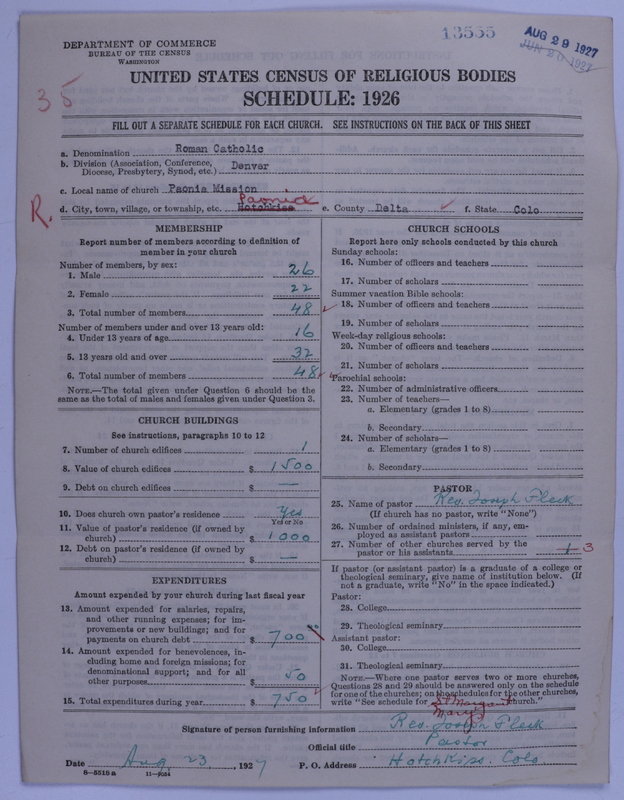 13555
AUG 29 1927
JUN 20 1927
DEPARTMENT OF COMMERCE
BUREAU OF THE CENSUS
WASHINGTON
35
UNITED STATES CENSUS OF RELIGIOUS BODIES
SCHEDULE: 1926
FILL OUT A SEPARATE SCHEDULE FOR EACH CHURCH. SEE INSTRUCTIONS ON THE BACK OF THIS SHEET
a. Denomination Roman Catholic
b. Division (Association, Conference, Diocese, Presbytery, Synod, etc.) Denver
c. Local name of church Paonia Mission
R.
Paonia
d. City, town, village, or township, etc. Hotchkiss e. County Delta f. State Colo
MEMBERSHIP
Report number of members according to definition of
member in your church
Number of members, by sex:
1. Male 26
2. Female 22
3. Total number of members 48
Number of members under and over 13 years old:
4. Under 13 years of age 16
5. 13 years old and over 32
6. Total number of members 48
NOTE.—The total given under Question 6 should be the
same as the total of males and females given under Question 3.
CHURCH BUILDINGS
See instructions, paragraphs 10 to 12
7. Number of church edifices 1
8. Value of church edifices $ 1500
9. Debt on church edifices $ —
10. Does church own pastor's residence Yes
Yes or No
11. Value of pastor's residence (if owned by
church) $ 1000
12. Debt on pastor's residence (if owned by
church) $ —
EXPENDITURES
Amount expended by your church during last fiscal year
13. Amount expended for salaries, repairs,
and other running expenses; for im-
provements or new buildings; and for
payments on church debt $ 700
14. Amount expended for benevolences, in-
cluding home and foreign missions; for
denominational support; and for all
other purposes $ 50
15. Total expenditures during year $ 750
CHURCH SCHOOLS
Report here only schools conducted by this church
Sunday schools:
16. Number of officers and teachers
17. Number of scholars
Summer vacation Bible schools:
18. Number of officers and teachers
19. Number of scholars
Week-day religious schools:
20. Number of officers and teachers
21. Number of scholars
Parochial schools:
22. Number of administrative officers
23. Number of teachers—
a. Elementary (grades 1 to 8)
b. Secondary
24. Number of scholars—
a. Elementary (grades 1 to 8)
b. Secondary
PASTOR
25. Name of pastor Rev. Joseph Fleck
(If church has no pastor, write "None")
26. Number of ordained ministers, if any, em-
ployed as assistant pastors
27. Number of other churches served by the
pastor or his assistants 1 3
If pastor (or assistant pastor) is a graduate of a college or
theological seminary, give name of institution below. (If
not a graduate, write "No" in the space indicated.)
Pastor:
28. College
29. Theological seminary
Assistant pastor:
30. College
31. Theological seminary
NOTE.—Where one pastor serves two or more churches,
Questions 28 and 29 should be answered only on the schedule
for one of the churches; on the schedules for the other churches,
write "See schedule for St Margaret church."
Mary's
Signature of person furnishing information Rev. Joseph Fleck
Official title Pastor
Date Aug 23, 1927 P. O. Address Hotchkiss. Colo
8—5518a 11—9024